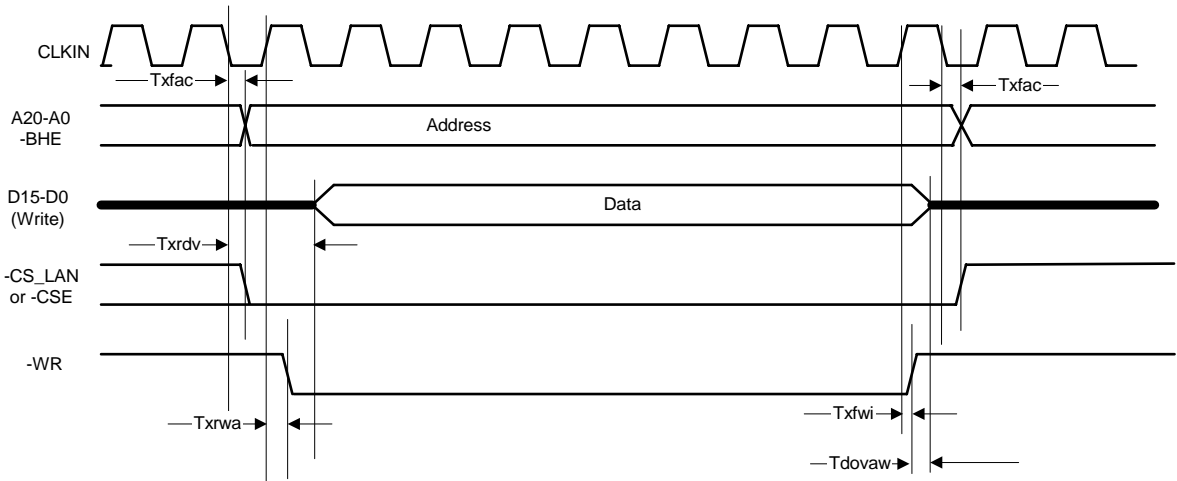 CLKIN
Txfac
Txfac
A20-A0
-BHE
Address
D15-D0
(Write)
Data
Txrdv
-CS_LAN
or -CSE
-WR
Txrwa
Txfwi
Tdovaw